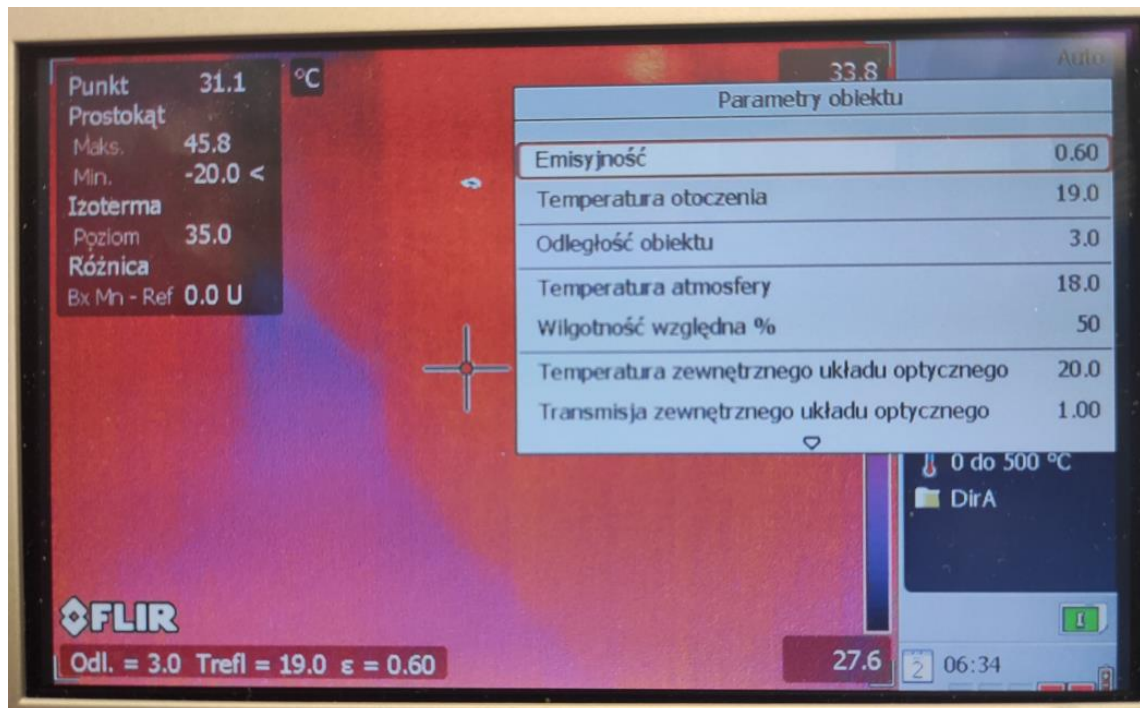 Auto
Punkt 31.1 °C
Prostokąt
Maks. 45.8
Min. -20.0 <
Izoterma
Poziom 35.0
Różnica
Bx Mn - Ref 0.0 U
33.8
Parametry obiektu
Emisyjność 0.60
Temperatura otoczenia 19.0
Odległość obiektu 3.0
Temperatura atmosfery 18.0
Wilgotność względna % 50
Temperatura zewnętrznego układu optycznego 20.0
Transmisja zewnętrznego układu optycznego 1.00
0 do 500 °C
DirA
FLIR
Odl. = 3.0 Trefl = 19.0 ε = 0.60
27.6
2 06:34